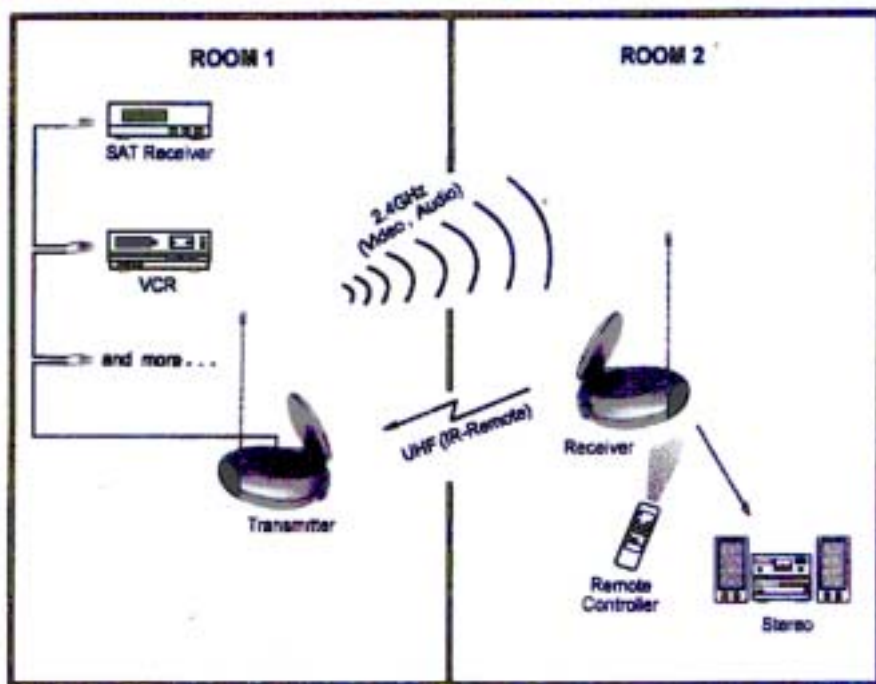 ROOM 1
SAT Receiver
VCR
and more . . .
Transmitter
2.4GHz
(Video , Audio)
UHF (IR-Remote)
ROOM 2
Receiver
Remote
Controller
Stereo